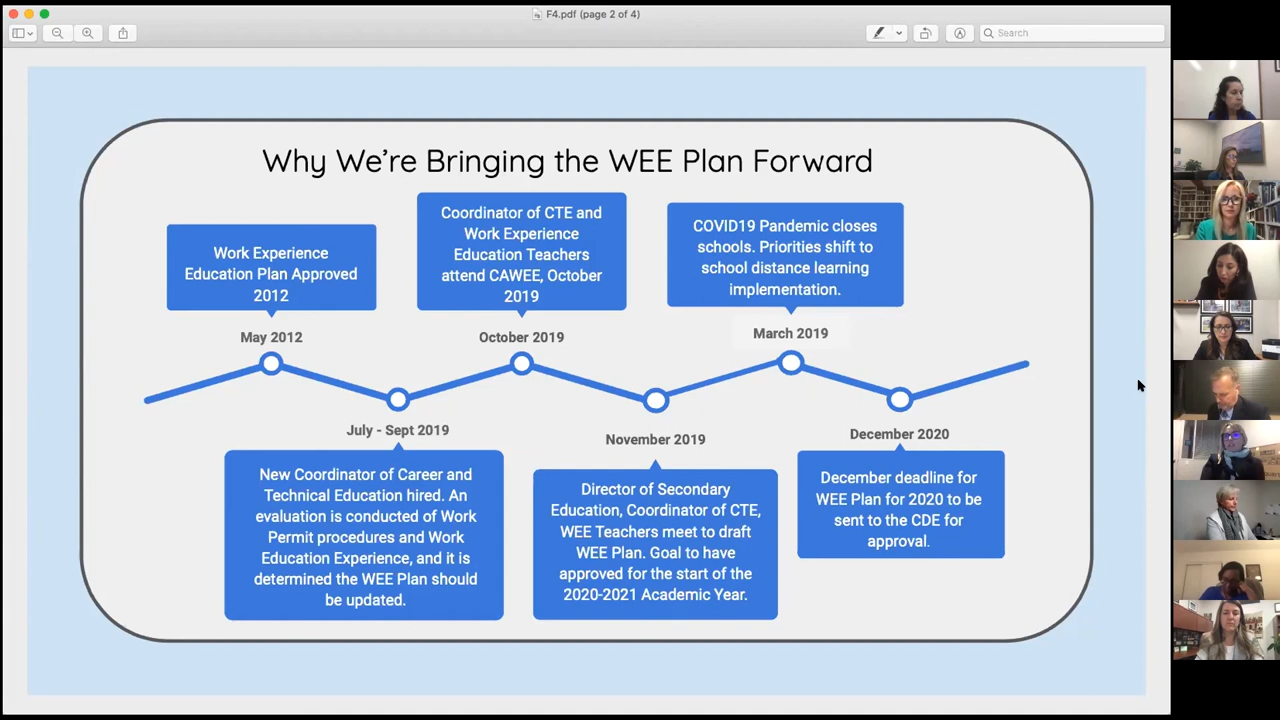 F4.pdf (page 2 of 4)
Search
Why We're Bringing the WEE Plan Forward
Work Experience
Education Plan Approved
2012
May 2012
Coordinator of CTE and
Work Experience
Education Teachers
attend CAWEE, October
2019
October 2019
COVID19 Pandemic closes
schools. Priorities shift to
school distance learning
implementation.
March 2019
July - Sept 2019
New Coordinator of Career and
Technical Education hired. An
evaluation is conducted of Work
Permit procedures and Work
Education Experience, and it is
determined the WEE Plan should
be updated.
November 2019
Director of Secondary
Education, Coordinator of CTE,
WEE Teachers meet to draft
WEE Plan. Goal to have
approved for the start of the
2020-2021 Academic Year.
December 2020
December deadline for
WEE Plan for 2020 to be
sent to the CDE for
approval.